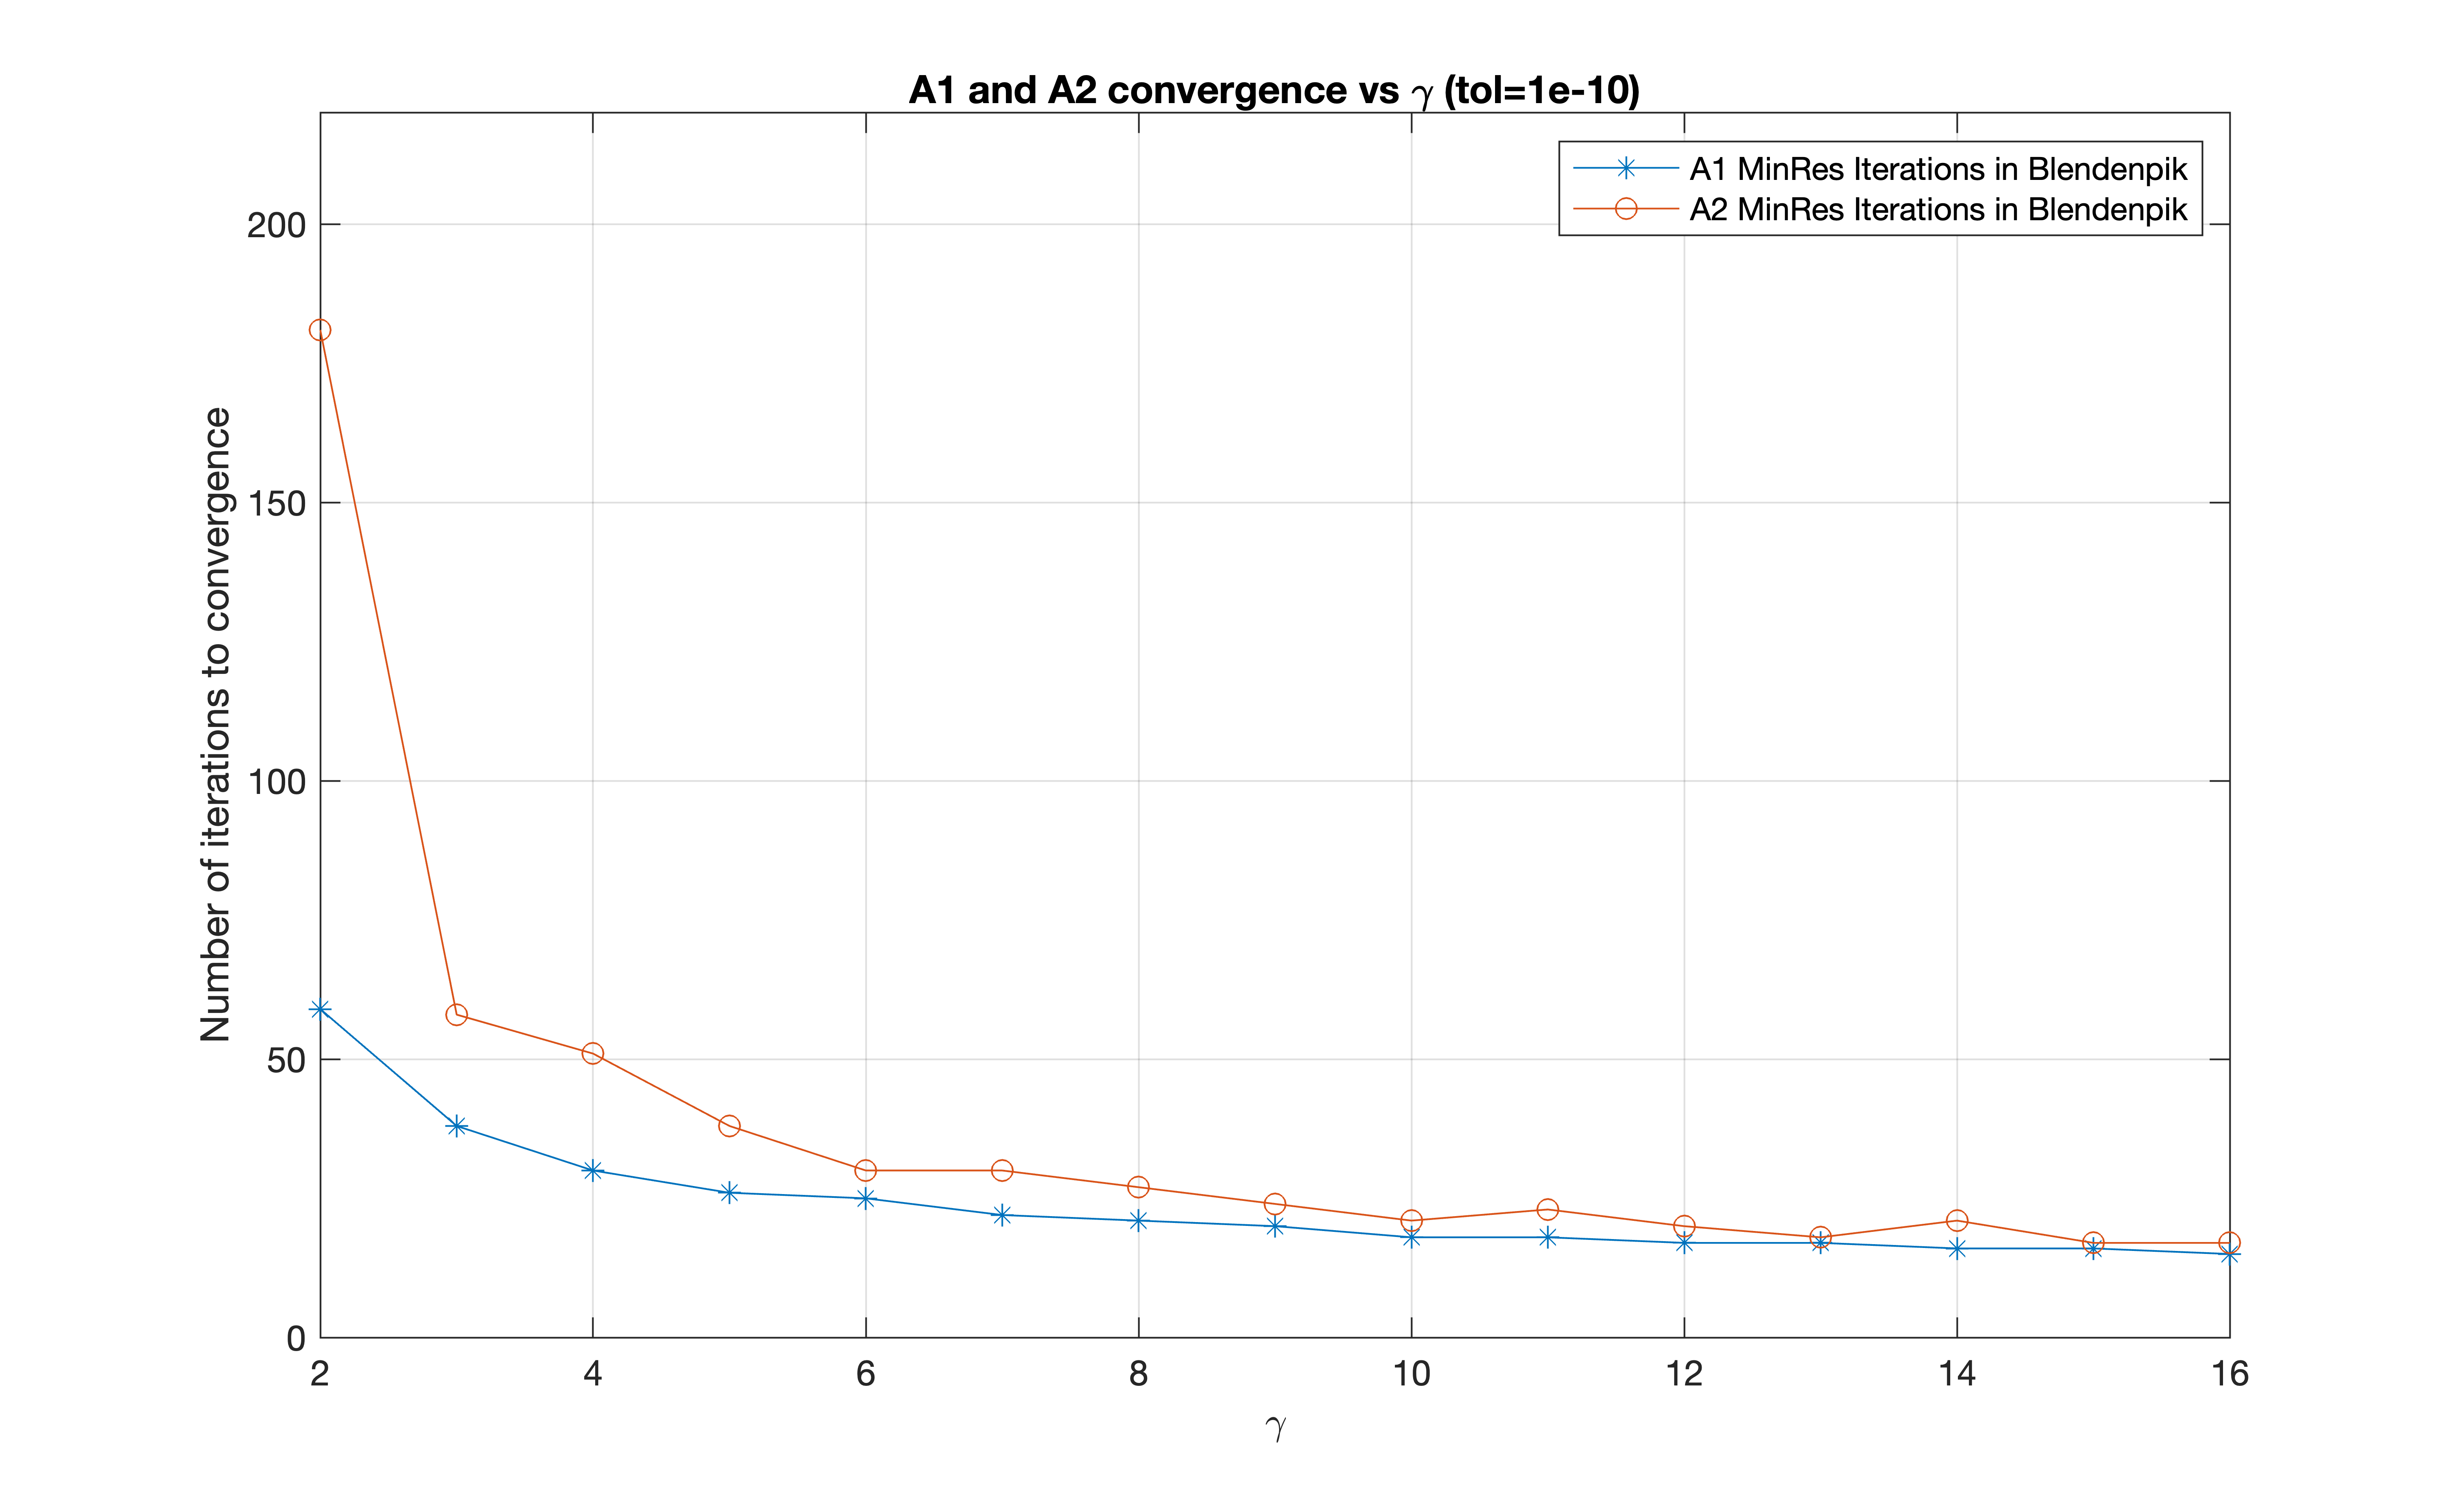 A1 and A2 convergence vs γ (tol=1e-10)
A1 MinRes Iterations in Blendenpik
A2 MinRes Iterations in Blendenpik
Number of iterations to convergence
200
150
100
50
0
2 4 6 8 10 12 14 16
γ